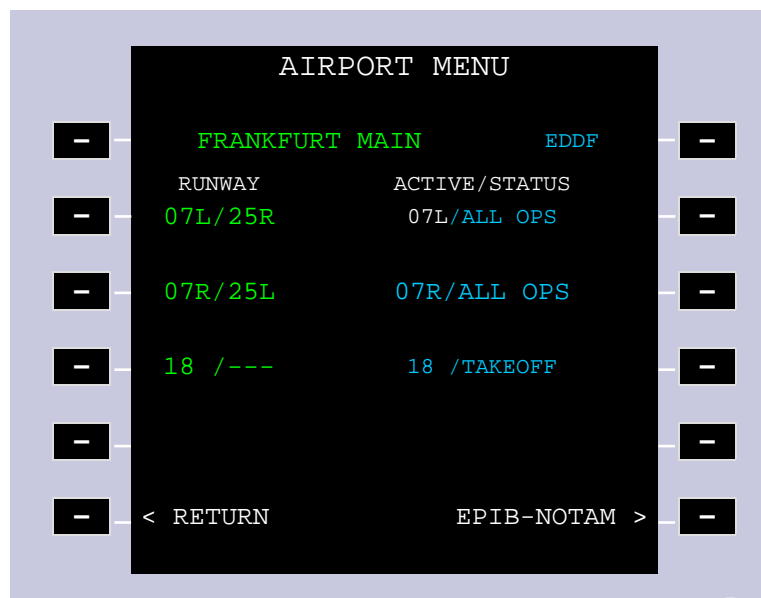 AIRPORT MENU
FRANKFURT MAIN EDDF
RUNWAY ACTIVE/STATUS
07L/25R 07L/ALL OPS
07R/25L 07R/ALL OPS
18 /--- 18 /TAKEOFF
< RETURN EPIB-NOTAM >